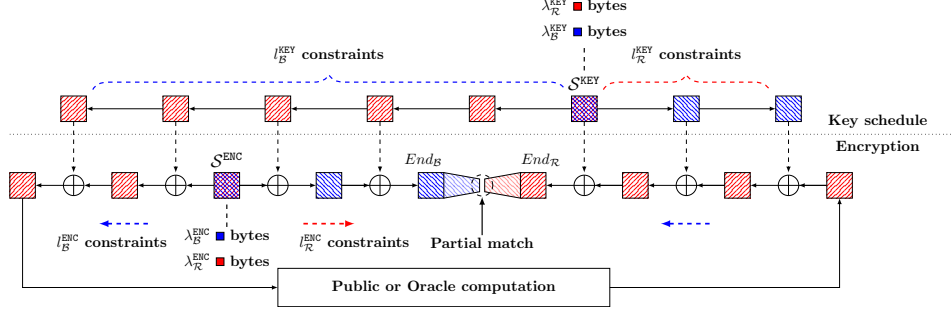 λ_R^KEY ■ bytes
λ_B^KEY ■ bytes
l_B^KEY constraints
l_R^KEY constraints
S^KEY
Key schedule
Encryption
S^ENC
End_B
End_R
l_B^ENC constraints
λ_B^ENC ■ bytes
λ_R^ENC ■ bytes
l_R^ENC constraints
Partial match
Public or Oracle computation